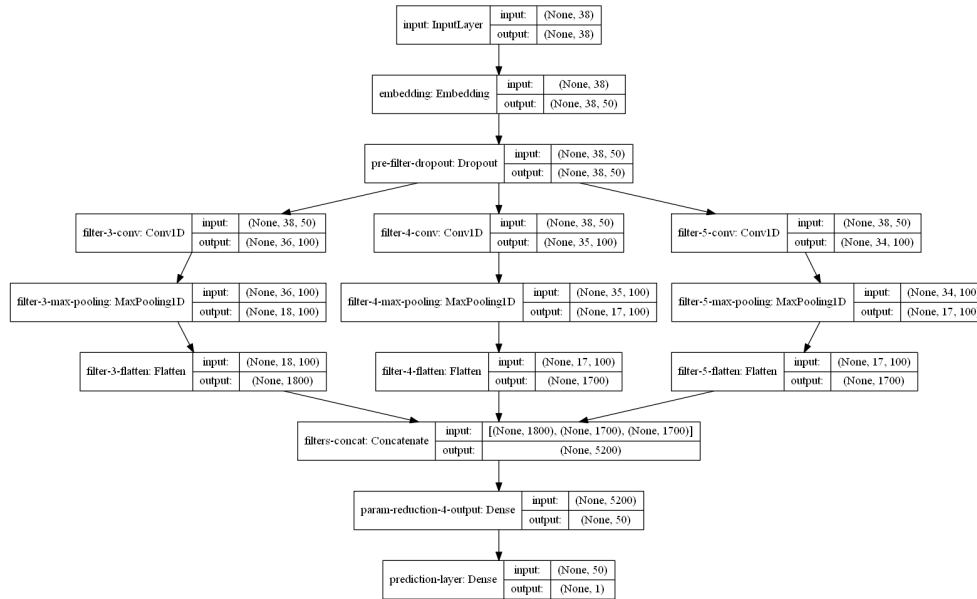 input: InputLayer
input: (None, 38)
output: (None, 38)
embedding: Embedding
input: (None, 38)
output: (None, 38, 50)
pre-filter-dropout: Dropout
input: (None, 38, 50)
output: (None, 38, 50)
filter-3-conv: Conv1D
input: (None, 38, 50)
output: (None, 36, 100)
filter-4-conv: Conv1D
input: (None, 38, 50)
output: (None, 35, 100)
filter-5-conv: Conv1D
input: (None, 38, 50)
output: (None, 34, 100)
filter-3-max-pooling: MaxPooling1D
input: (None, 36, 100)
output: (None, 18, 100)
filter-4-max-pooling: MaxPooling1D
input: (None, 35, 100)
output: (None, 17, 100)
filter-5-max-pooling: MaxPooling1D
input: (None, 34, 100)
output: (None, 17, 100)
filter-3-flatten: Flatten
input: (None, 18, 100)
output: (None, 1800)
filter-4-flatten: Flatten
input: (None, 17, 100)
output: (None, 1700)
filter-5-flatten: Flatten
input: (None, 17, 100)
output: (None, 1700)
filters-concat: Concatenate
input: [(None, 1800), (None, 1700), (None, 1700)]
output: (None, 5200)
param-reduction-4-output: Dense
input: (None, 5200)
output: (None, 50)
prediction-layer: Dense
input: (None, 50)
output: (None, 1)